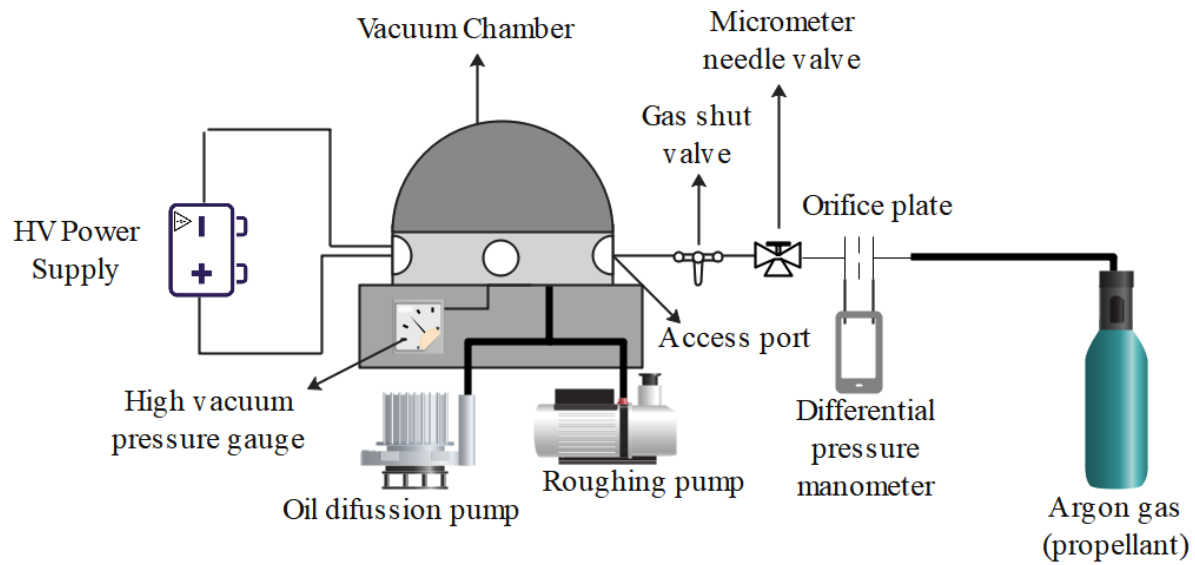 Vacuum Chamber
Micrometer
needle valve
Gas shut
valve
Orifice plate
HV Power
Supply
Access port
High vacuum
pressure gauge
Differential
pressure
manometer
Oil difussion pump
Roughing pump
Argon gas
(propellant)